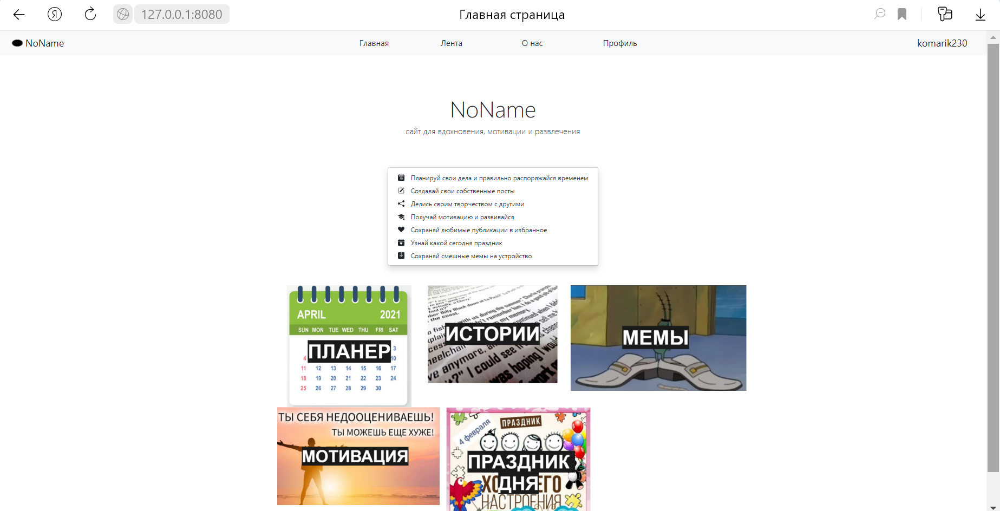 127.0.0.1:8080
Главная страница
NoName
Главная
Лента
О нас
Профиль
komarik230
NoName
сайт для вдохновения, мотивации и развлечения
Планируй свои дела и правильно распоряжайся временем
Создавай свои собственные посты
Делись своим творчеством с другими
Получай мотивацию и развивайся
Сохраняй любимые публикации в избранное
Узнай какой сегодня праздник
Сохраняй смешные мемы на устройство
APRIL 2021
SUN MON TUE WED THU FRI SAT
ПЛАНЕР 3
4 10
11 12 13 14 15 16 17
18 19 20 21 22 23 24
25 26 27 28 29 30
ИСТОРИИ
МЕМЫ
ТЫ СЕБЯ НЕДООЦЕНИВАЕШЬ!
ТЫ МОЖЕШЬ ЕЩЕ ХУЖЕ!
МОТИВАЦИЯ
4 февраля
ПРАЗДНИК
ПРАЗДНИК
ДНЯ
НАСТРОЕНИЯ